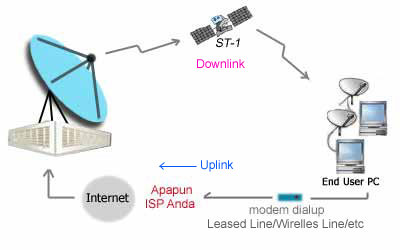 ST-1
Downlink
Uplink
End User PC
Internet
Apapun
ISP Anda
modem dialup
Leased Line/Wirelles Line/etc